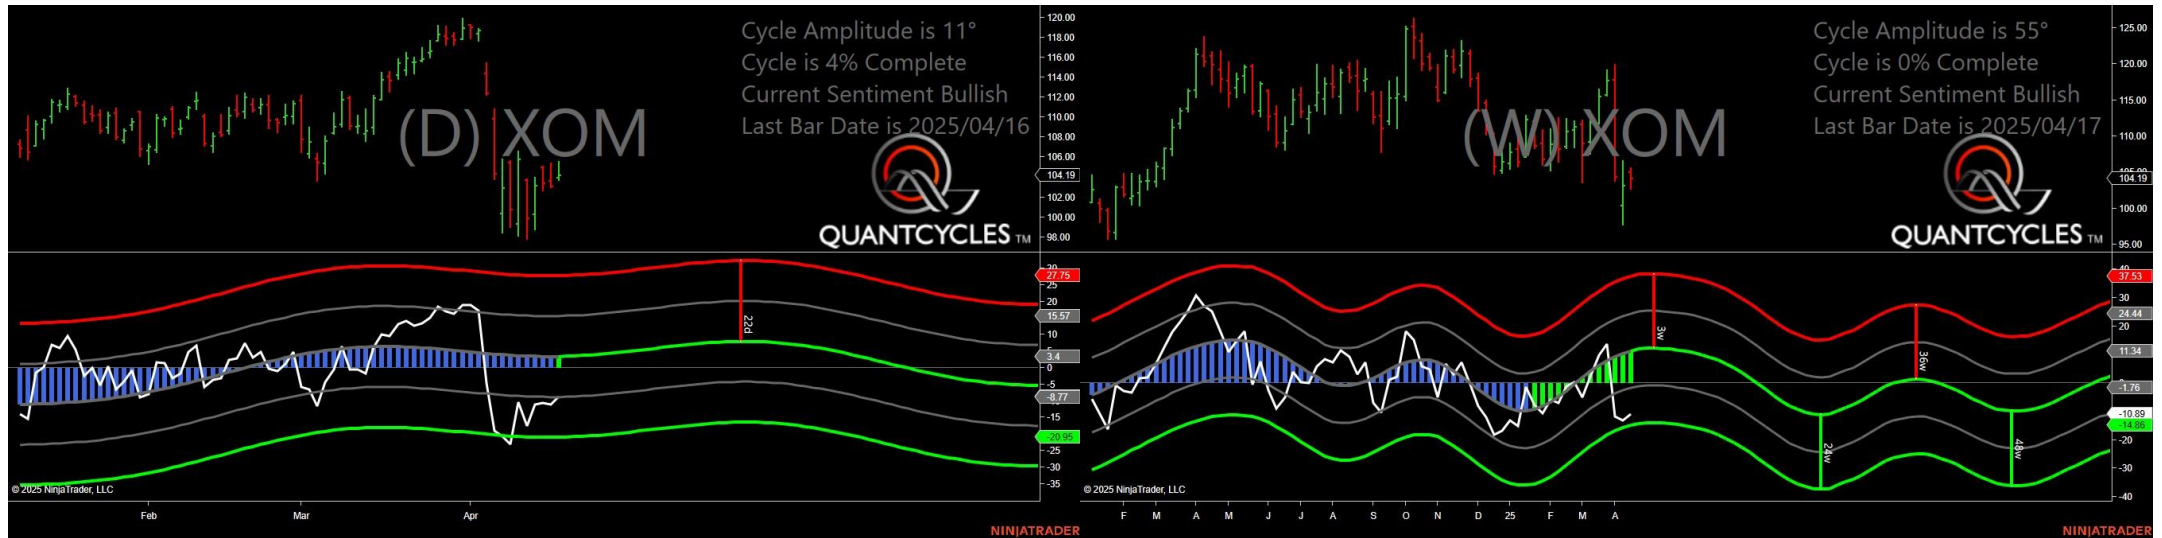 Cycle Amplitude is 11°
Cycle is 4% Complete
Current Sentiment Bullish
Last Bar Date is 2025/04/16
(D) XOM
QUANTCYCLES TM
120.00
118.00
116.00
114.00
112.00
110.00
108.00
106.00
104.19
102.00
100.00
98.00
27.75
25
20
15.57
10
3.4
0
-5
-8.77
-15
-20.95
-25
-30
-35
22d
© 2025 NinjaTrader, LLC
Feb
Mar
Apr
NINJATRADER
Cycle Amplitude is 55°
Cycle is 0% Complete
Current Sentiment Bullish
Last Bar Date is 2025/04/17
(W) XOM
QUANTCYCLES TM
125.00
120.00
115.00
110.00
104.19
100.00
95.00
37.53
30
24.44
20
11.34
-1.76
-10.89
-14.86
-20
-30
-40
3w
36w
24w
48w
© 2025 NinjaTrader, LLC
F M A M J J A S O N D 25 F M A
NINJATRADER